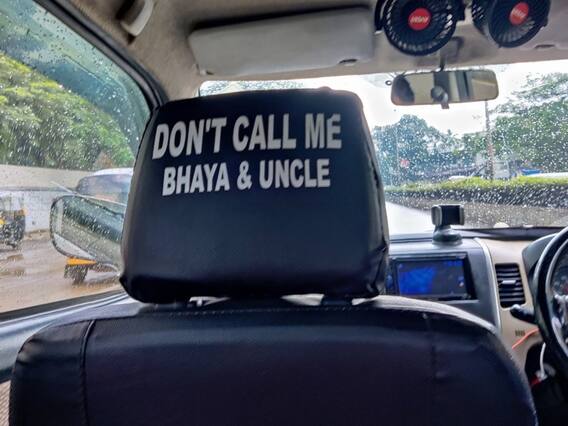 DON'T CALL ME
BHAYA & UNCLE